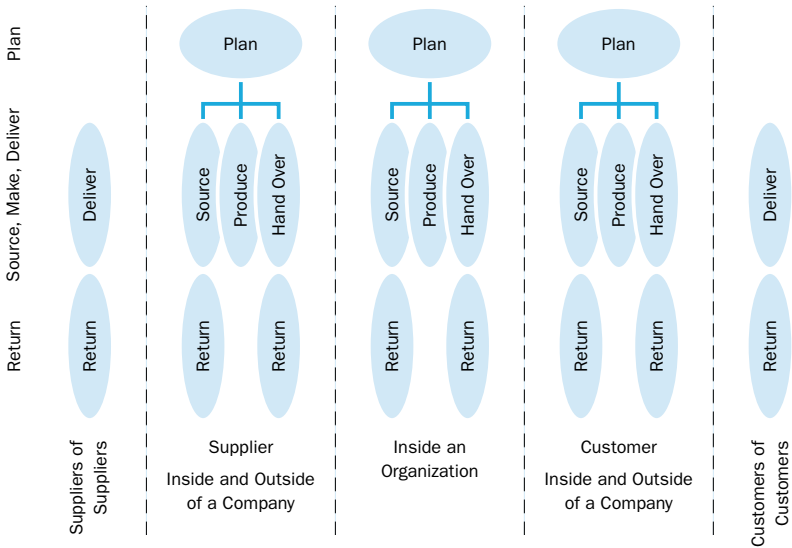 Plan
Plan
Plan
Plan
Source, Make, Deliver
Deliver
Source
Produce
Hand Over
Source
Produce
Hand Over
Source
Produce
Hand Over
Deliver
Return
Return
Return
Return
Return
Return
Return
Return
Return
Suppliers of
Suppliers
Supplier
Inside and Outside
of a Company
Inside an
Organization
Customer
Inside and Outside
of a Company
Customers of
Customers